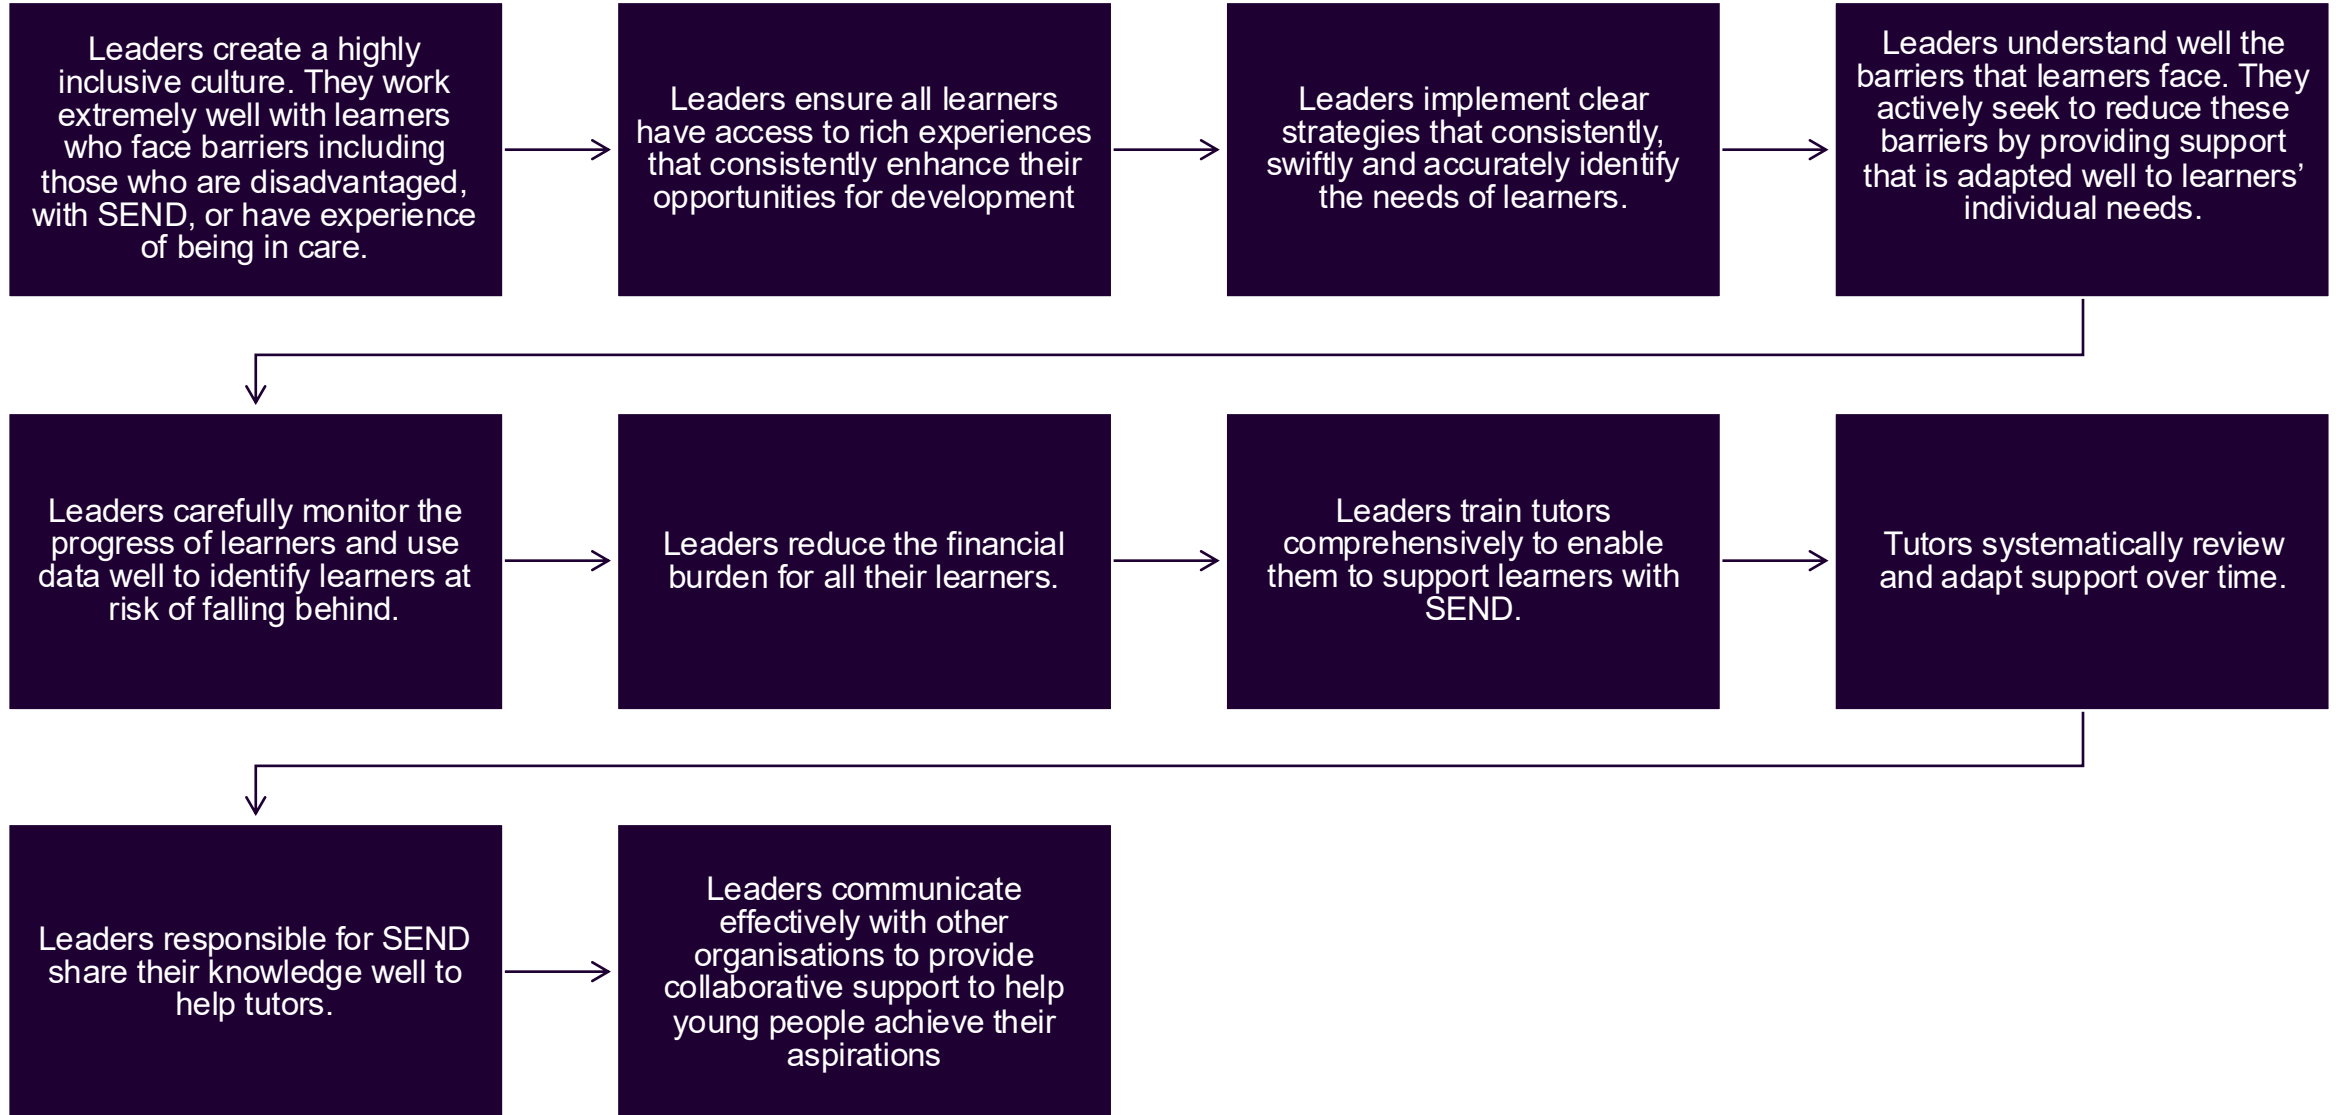 Leaders create a highly
inclusive culture. They work
extremely well with learners
who face barriers including
those who are disadvantaged,
with SEND, or have experience
of being in care.
Leaders ensure all learners
have access to rich experiences
that consistently enhance their
opportunities for development
Leaders implement clear
strategies that consistently,
swiftly and accurately identify
the needs of learners.
Leaders understand well the
barriers that learners face. They
actively seek to reduce these
barriers by providing support
that is adapted well to learners’
individual needs.
Leaders carefully monitor the
progress of learners and use
data well to identify learners at
risk of falling behind.
Leaders reduce the financial
burden for all their learners.
Leaders train tutors
comprehensively to enable
them to support learners with
SEND.
Tutors systematically review
and adapt support over time.
Leaders responsible for SEND
share their knowledge well to
help tutors.
Leaders communicate
effectively with other
organisations to provide
collaborative support to help
young people achieve their
aspirations